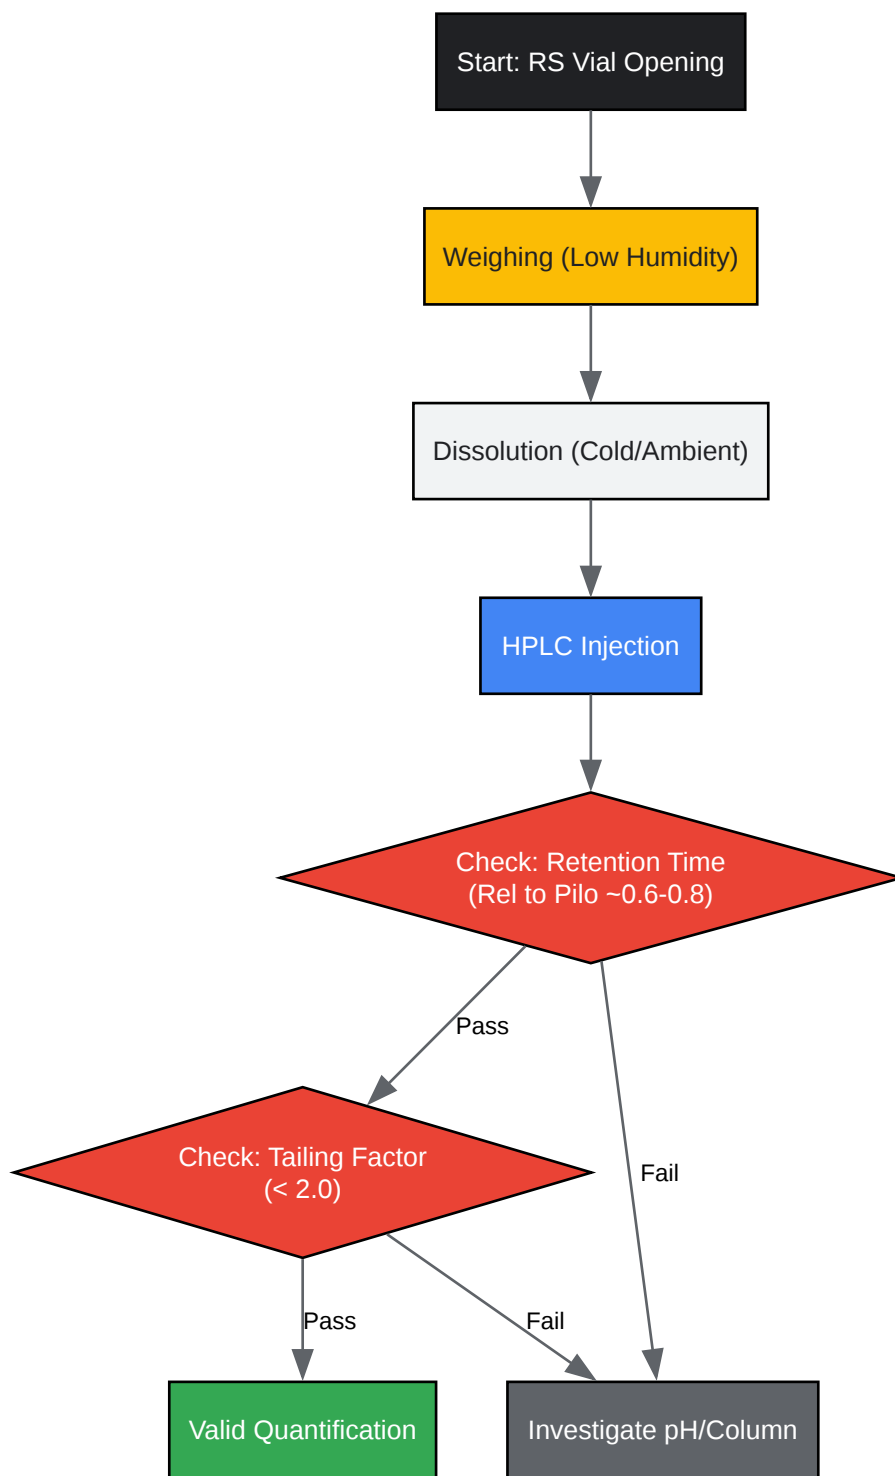 Start: RS Vial Opening
Weighing (Low Humidity)
Dissolution (Cold/Ambient)
HPLC Injection
Check: Retention Time
(Rel to Pilo ~0.6-0.8)
Pass
Check: Tailing Factor
(< 2.0)
Fail
Pass
Fail
Valid Quantification
Investigate pH/Column